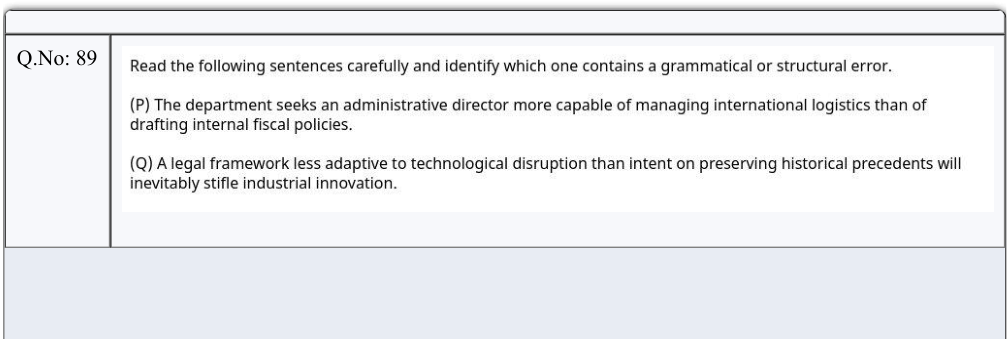 Q.No: 89
Read the following sentences carefully and identify which one contains a grammatical or structural error.
(P) The department seeks an administrative director more capable of managing international logistics than of
drafting internal fiscal policies.
(Q) A legal framework less adaptive to technological disruption than intent on preserving historical precedents will
inevitably stifle industrial innovation.